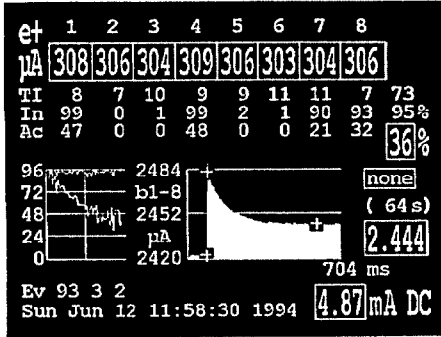 e+ 1 2 3 4 5 6 7 8
µA 308 306 304 309 306 303 304 306
TI 8 7 10 9 9 11 11 7 73
In 99 0 1 99 2 1 90 93 95%
Ac 47 0 0 48 0 0 21 32 36%
96 2484 none
72 b1-8
48 2452 ( 64s)
24 µA 2.444
0 2420
704 ms
Ev 93 3 2
Sun Jun 12 11:58:30 1994 4.87mA DC